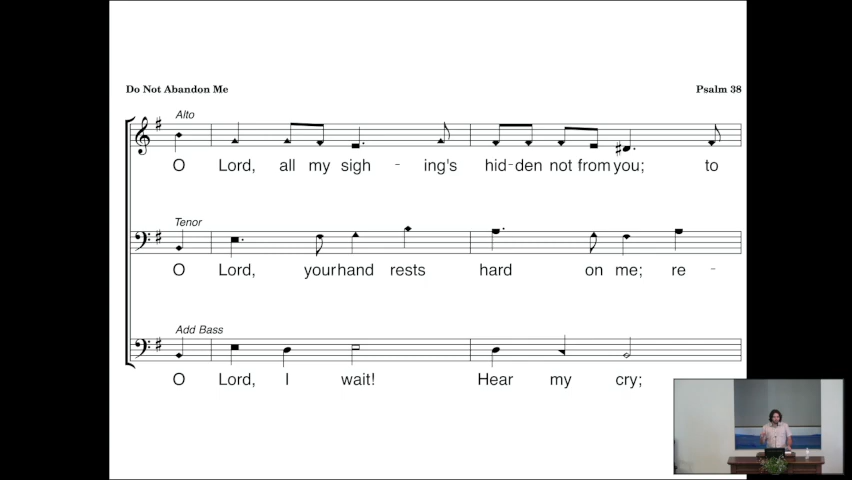 Do Not Abandon Me Psalm 38
Alto
O Lord, all my sigh - ing's hid-den not from you; to
Tenor
O Lord, your hand rests hard on me; re -
Add Bass
O Lord, I wait! Hear my cry;